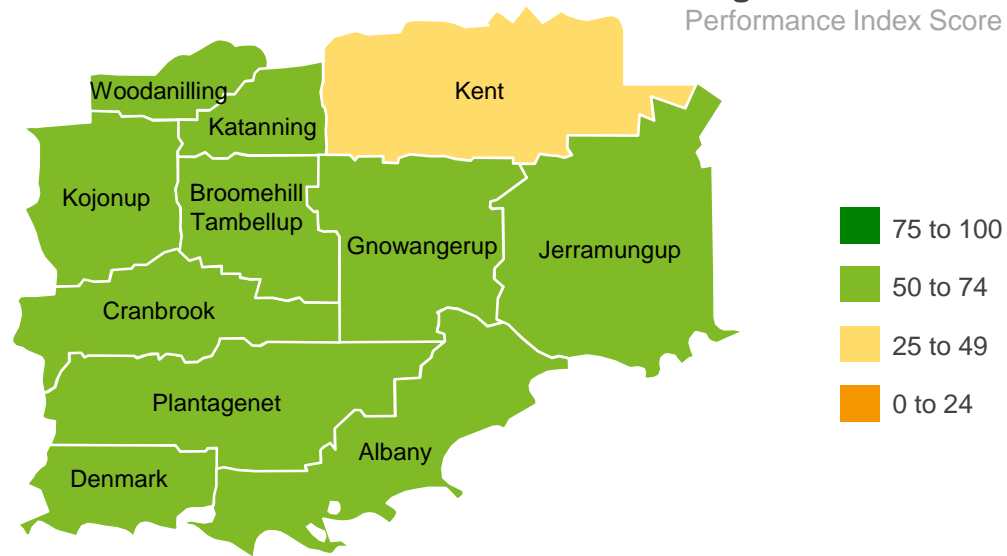 Performance Index Score
Kent
Woodanilling
Katanning
Kojonup
Broomehill
Tambellup
Gnowangerup
Jerramungup
Cranbrook
Plantagenet
Albany
Denmark
75 to 100
50 to 74
25 to 49
0 to 24